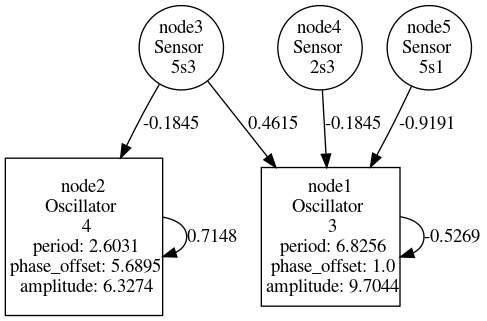 node3
Sensor
5s3
node4
Sensor
2s3
node5
Sensor
5s1
-0.1845
0.4615
-0.1845
-0.9191
node2
Oscillator
4
period: 2.6031
phase_offset: 5.6895
amplitude: 6.3274
0.7148
node1
Oscillator
3
period: 6.8256
phase_offset: 1.0
amplitude: 9.7044
-0.5269